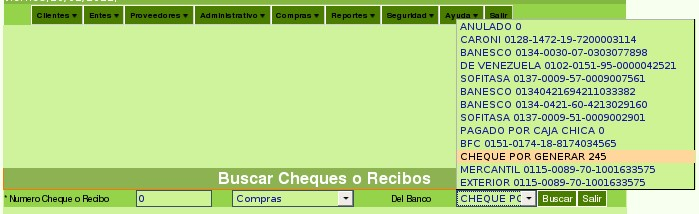 Clientes Entes Proveedores Administrativo Compras Reportes Seguridad Ayuda Salir
ANULADO 0
CARONI 0128-1472-19-7200003114
BANESCO 0134-0030-07-0303077898
DE VENEZUELA 0102-0151-95-0000042521
SOFITASA 0137-0009-57-0009007561
BANESCO 01340421694211033382
BANESCO 0134-0421-60-4213029160
SOFITASA 0137-0009-51-0009002901
PAGADO POR CAJA CHICA 0
BFC 0151-0174-18-8174034565
CHEQUE POR GENERAR 245
MERCANTIL 0115-0089-70-1001633575
EXTERIOR 0115-0089-70-1001633575
Buscar Cheques o Recibos
* Numero Cheque o Recibo 0 Compras Del Banco CHEQUE PO Buscar Salir